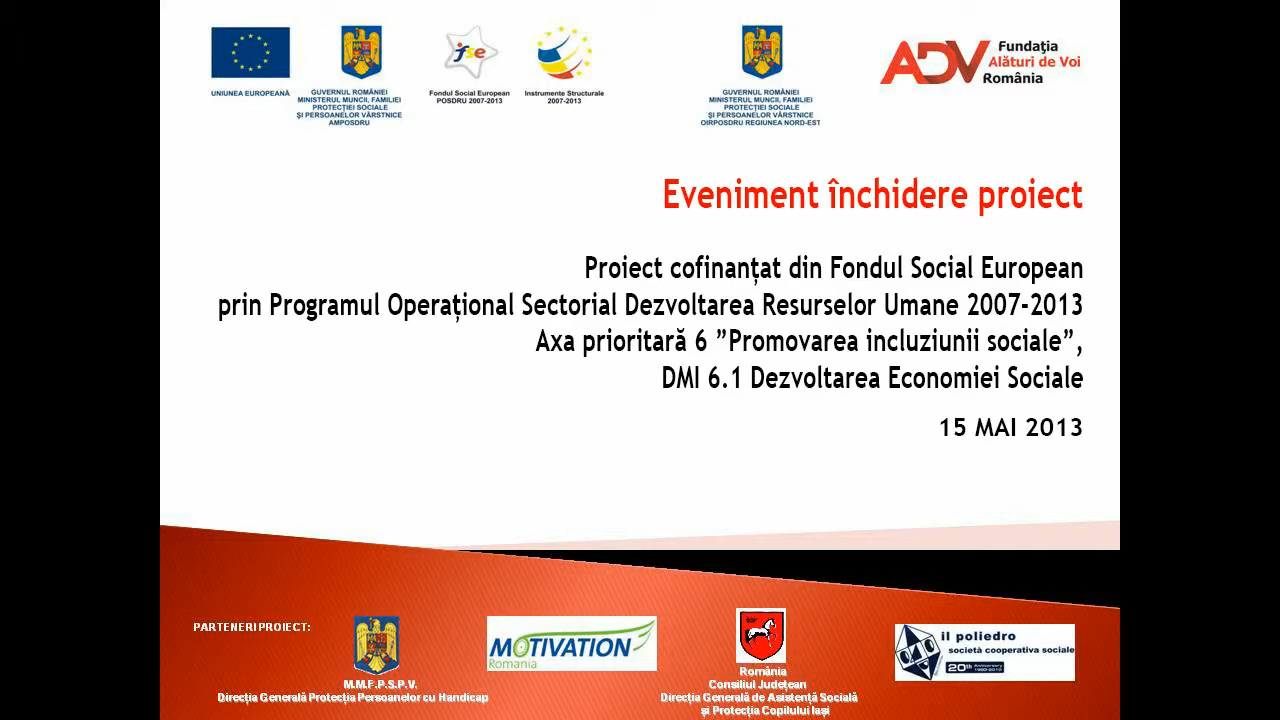 UNIUNEA EUROPEANĂ
GUVERNUL ROMÂNIEI
MINISTERUL MUNCII, FAMILIEI
PROTECȚIEI SOCIALE
ȘI PERSOANELOR VÂRSTNICE
AMPOSDRU
fse
Fondul Social European
POSDRU 2007-2013
Instrumente Structurale
2007-2013
GUVERNUL ROMÂNIEI
MINISTERUL MUNCII, FAMILIEI
PROTECȚIEI SOCIALE
ȘI PERSOANELOR VÂRSTNICE
OIRPOSDRU REGIUNEA NORD-EST
ADV
Fundaţia
Alături de Voi
România
Eveniment închidere proiect
Proiect cofinanțat din Fondul Social European
prin Programul Operațional Sectorial Dezvoltarea Resurselor Umane 2007-2013
Axa prioritară 6 ”Promovarea incluziunii sociale”,
DMI 6.1 Dezvoltarea Economiei Sociale
15 MAI 2013
PARTENERI PROIECT:
M.M.F.P.S.P.V.
Direcția Generală Protecția Persoanelor cu Handicap
MOTIVATION
Romania
România
Consiliul Județean
Direcția Generală de Asistență Socială
și Protecția Copilului Iași
il poliedro
società cooperativa sociale
20th Anniversary